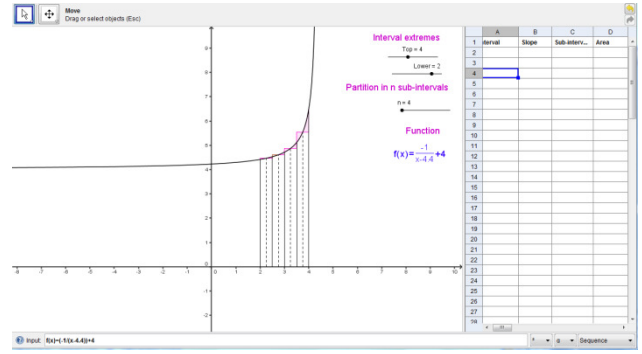 Move
Drag or select objects (Esc)
Interval extremes
Top = 4
Lower = 2
Partition in n sub-intervals
n = 4
Function
f(x)= -1/(x-4.4) +4
9
8
7
6
5
4
3
2
1
0
-1
-2
-8 -7 -6 -5 -4 -3 -2 -1 0 1 2 3 4 5 6 7 8 9 10
A B C D
1 nterval Slope Sub-interv... Area
2
3
4
5
6
7
8
9
10
11
12
13
14
15
16
17
18
19
20
21
22
23
24
25
26
27
28
Input: f(x)=(-1/(x-4.4))+4
² α Sequence